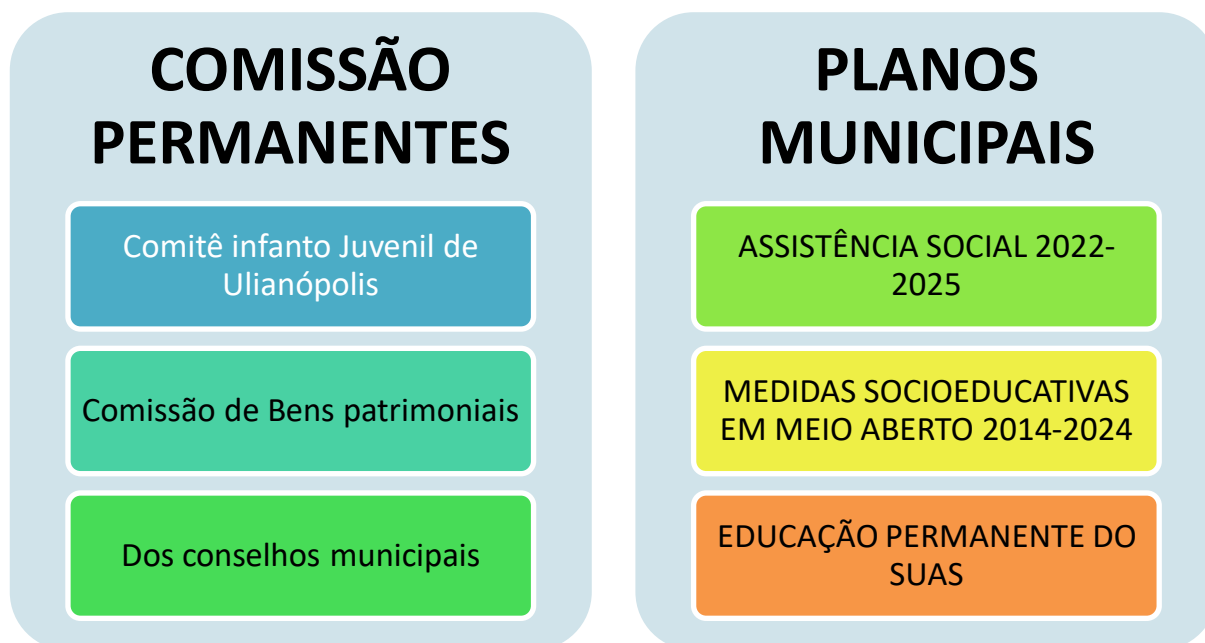 COMISSÃO
PERMANENTES
Comitê infanto Juvenil de
Ulianópolis
Comissão de Bens patrimoniais
Dos conselhos municipais
PLANOS
MUNICIPAIS
ASSISTÊNCIA SOCIAL 2022-
2025
MEDIDAS SOCIOEDUCATIVAS
EM MEIO ABERTO 2014-2024
EDUCAÇÃO PERMANENTE DO
SUAS